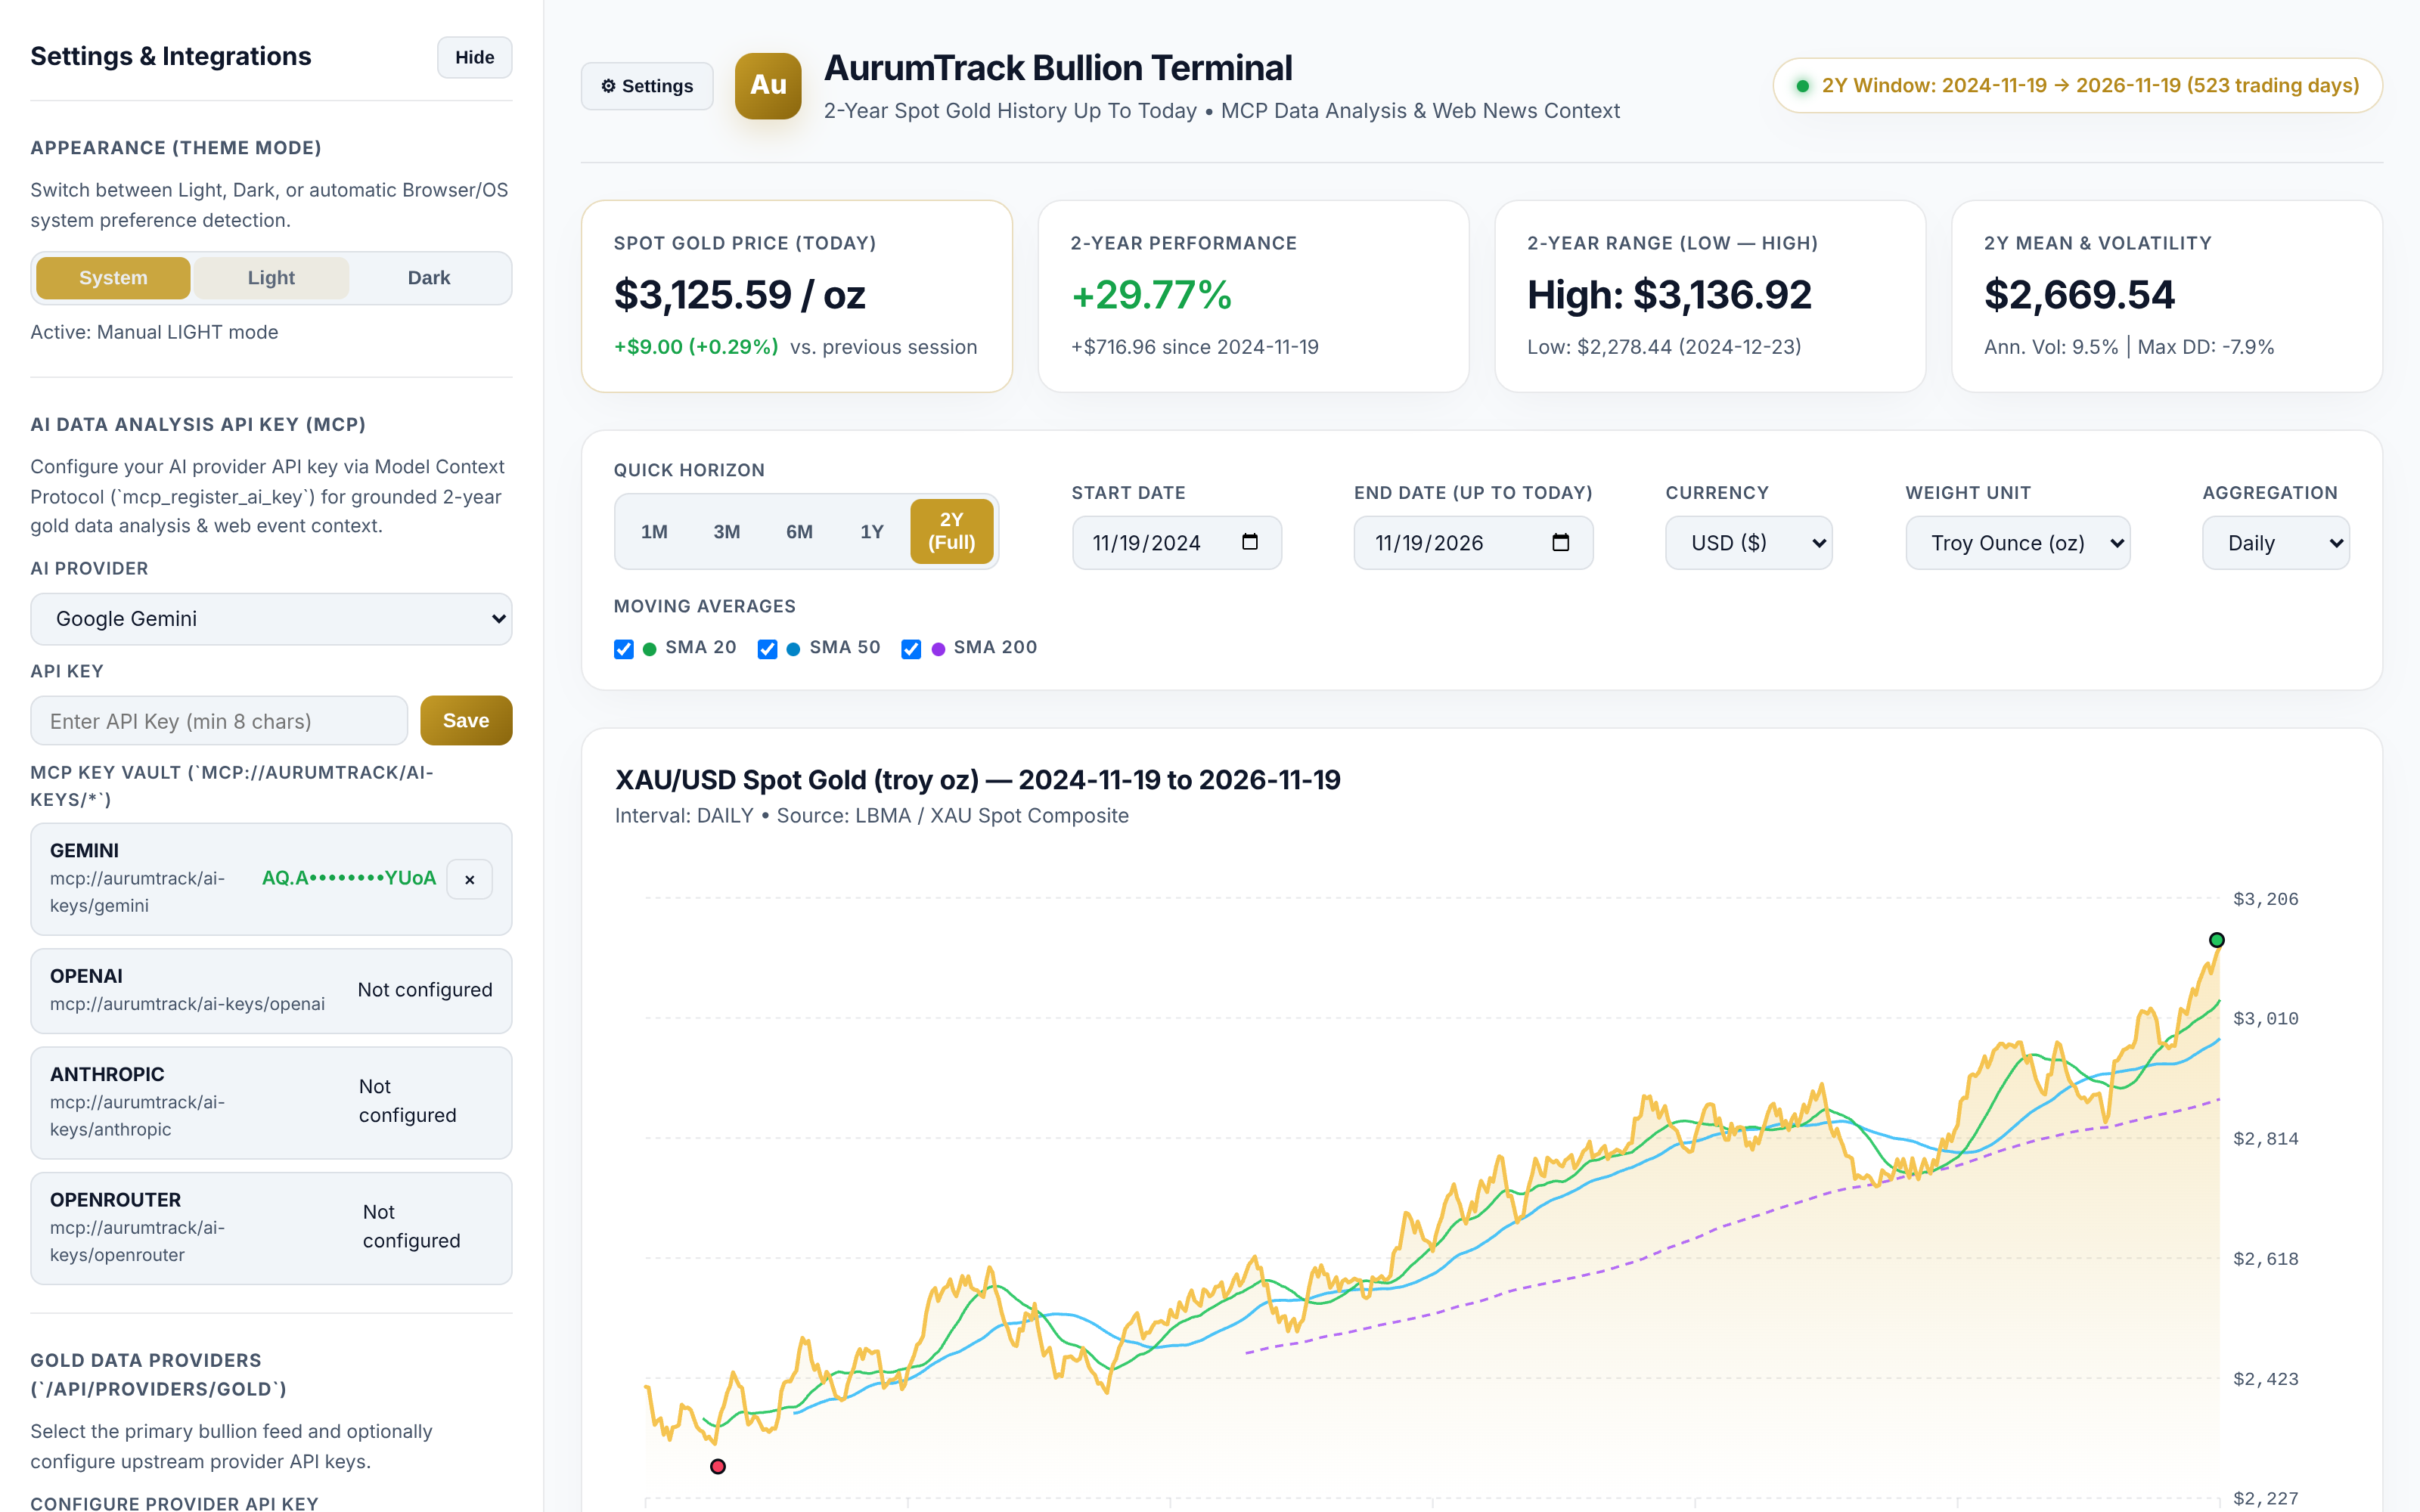 Settings & Integrations
Hide
APPEARANCE (THEME MODE)
Switch between Light, Dark, or automatic Browser/OS
system preference detection.
System
Light
Dark
Active: Manual LIGHT mode
AI DATA ANALYSIS API KEY (MCP)
Configure your AI provider API key via Model Context
Protocol (`mcp_register_ai_key`) for grounded 2-year
gold data analysis & web event context.
AI PROVIDER
Google Gemini
API KEY
Enter API Key (min 8 chars)
Save
MCP KEY VAULT (`MCP://AURUMTRACK/AI-
KEYS/*`)
GEMINI
mcp://aurumtrack/ai-
keys/gemini
AQ.A••••••••YUoA
×
OPENAI
mcp://aurumtrack/ai-keys/openai
Not configured
ANTHROPIC
mcp://aurumtrack/ai-
keys/anthropic
Not
configured
OPENROUTER
mcp://aurumtrack/ai-
keys/openrouter
Not
configured
GOLD DATA PROVIDERS
(`/API/PROVIDERS/GOLD`)
Select the primary bullion feed and optionally
configure upstream provider API keys.
CONFIGURE PROVIDER API KEY
⚙ Settings
Au
AurumTrack Bullion Terminal
2-Year Spot Gold History Up To Today • MCP Data Analysis & Web News Context
2Y Window: 2024-11-19 → 2026-11-19 (523 trading days)
SPOT GOLD PRICE (TODAY)
$3,125.59 / oz
+$9.00 (+0.29%) vs. previous session
2-YEAR PERFORMANCE
+29.77%
+$716.96 since 2024-11-19
2-YEAR RANGE (LOW — HIGH)
High: $3,136.92
Low: $2,278.44 (2024-12-23)
2Y MEAN & VOLATILITY
$2,669.54
Ann. Vol: 9.5% | Max DD: -7.9%
QUICK HORIZON
1M
3M
6M
1Y
2Y
(Full)
START DATE
11/19/2024
END DATE (UP TO TODAY)
11/19/2026
CURRENCY
USD ($)
WEIGHT UNIT
Troy Ounce (oz)
AGGREGATION
Daily
MOVING AVERAGES
SMA 20
SMA 50
SMA 200
XAU/USD Spot Gold (troy oz) — 2024-11-19 to 2026-11-19
Interval: DAILY • Source: LBMA / XAU Spot Composite
$3,206
$3,010
$2,814
$2,618
$2,423
$2,227